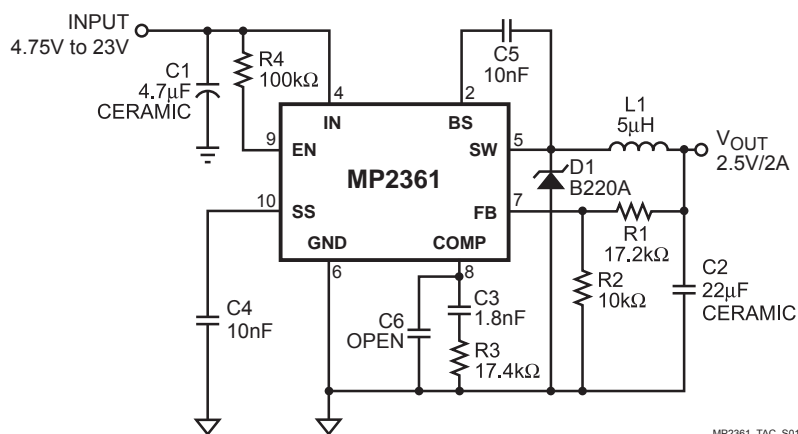 INPUT
4.75V to 23V
C1
4.7µF
CERAMIC
R4
100kΩ
C5
10nF
4
2
IN
BS
9
EN
SW
5
L1
5µH
VOUT
2.5V/2A
MP2361
D1
B220A
10
SS
FB
7
R1
17.2kΩ
GND
COMP
6
8
C4
10nF
C6
OPEN
C3
1.8nF
R3
17.4kΩ
R2
10kΩ
C2
22µF
CERAMIC
MP2361_TAC_S01